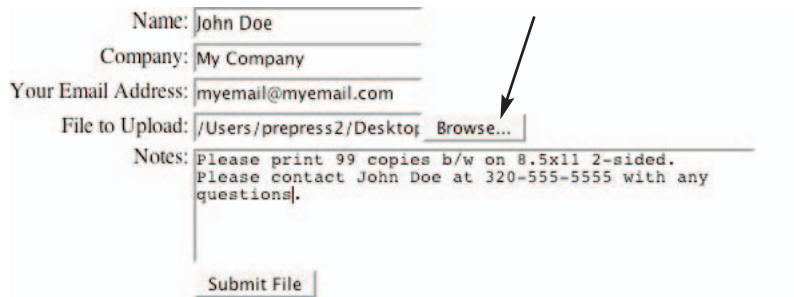 Name: John Doe
Company: My Company
Your Email Address: myemail@myemail.com
File to Upload: /Users/prepress2/Desktop Browse...
Notes: Please print 99 copies b/w on 8.5x11 2-sided.
Please contact John Doe at 320-555-5555 with any
questions.
Submit File